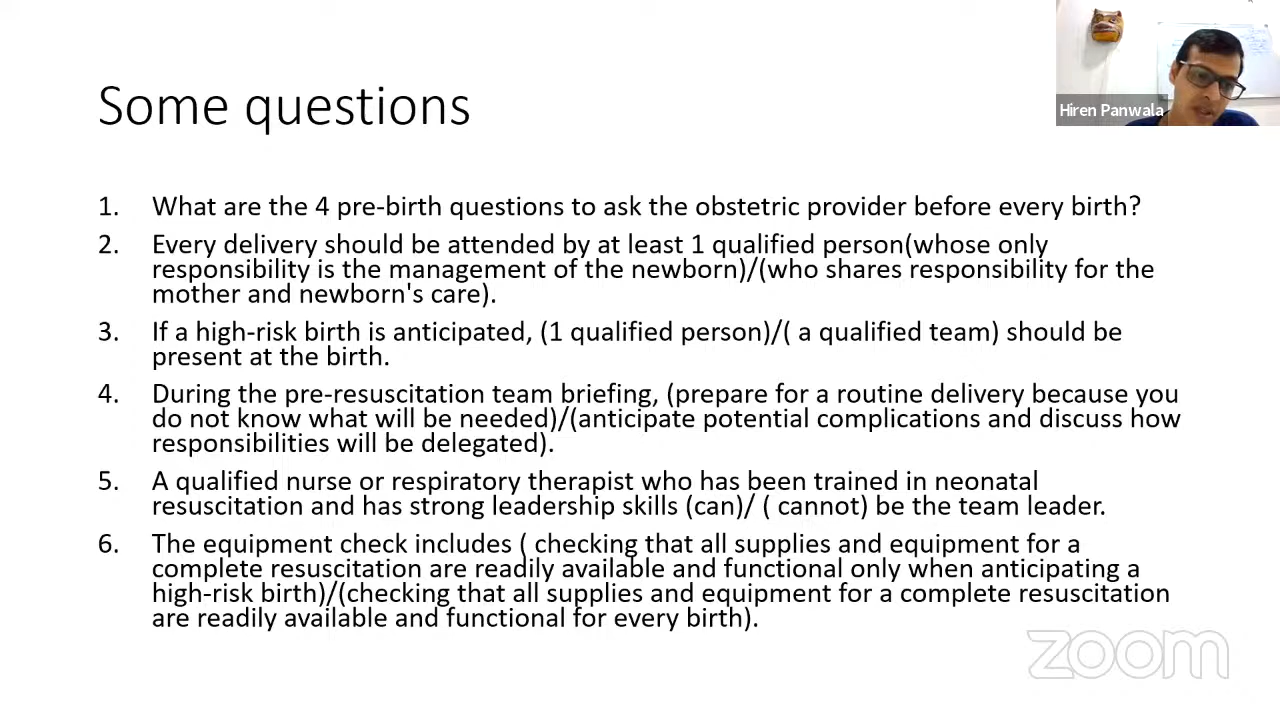 Some questions
Hiren Panwala
1. What are the 4 pre-birth questions to ask the obstetric provider before every birth?
2. Every delivery should be attended by at least 1 qualified person(whose only
responsibility is the management of the newborn)/(who shares responsibility for the
mother and newborn's care).
3. If a high-risk birth is anticipated, (1 qualified person)/( a qualified team) should be
present at the birth.
4. During the pre-resuscitation team briefing, (prepare for a routine delivery because you
do not know what will be needed)/(anticipate potential complications and discuss how
responsibilities will be delegated).
5. A qualified nurse or respiratory therapist who has been trained in neonatal
resuscitation and has strong leadership skills (can)/ ( cannot) be the team leader.
6. The equipment check includes ( checking that all supplies and equipment for a
complete resuscitation are readily available and functional only when anticipating a
high-risk birth)/(checking that all supplies and equipment for a complete resuscitation
are readily available and functional for every birth).
zoom